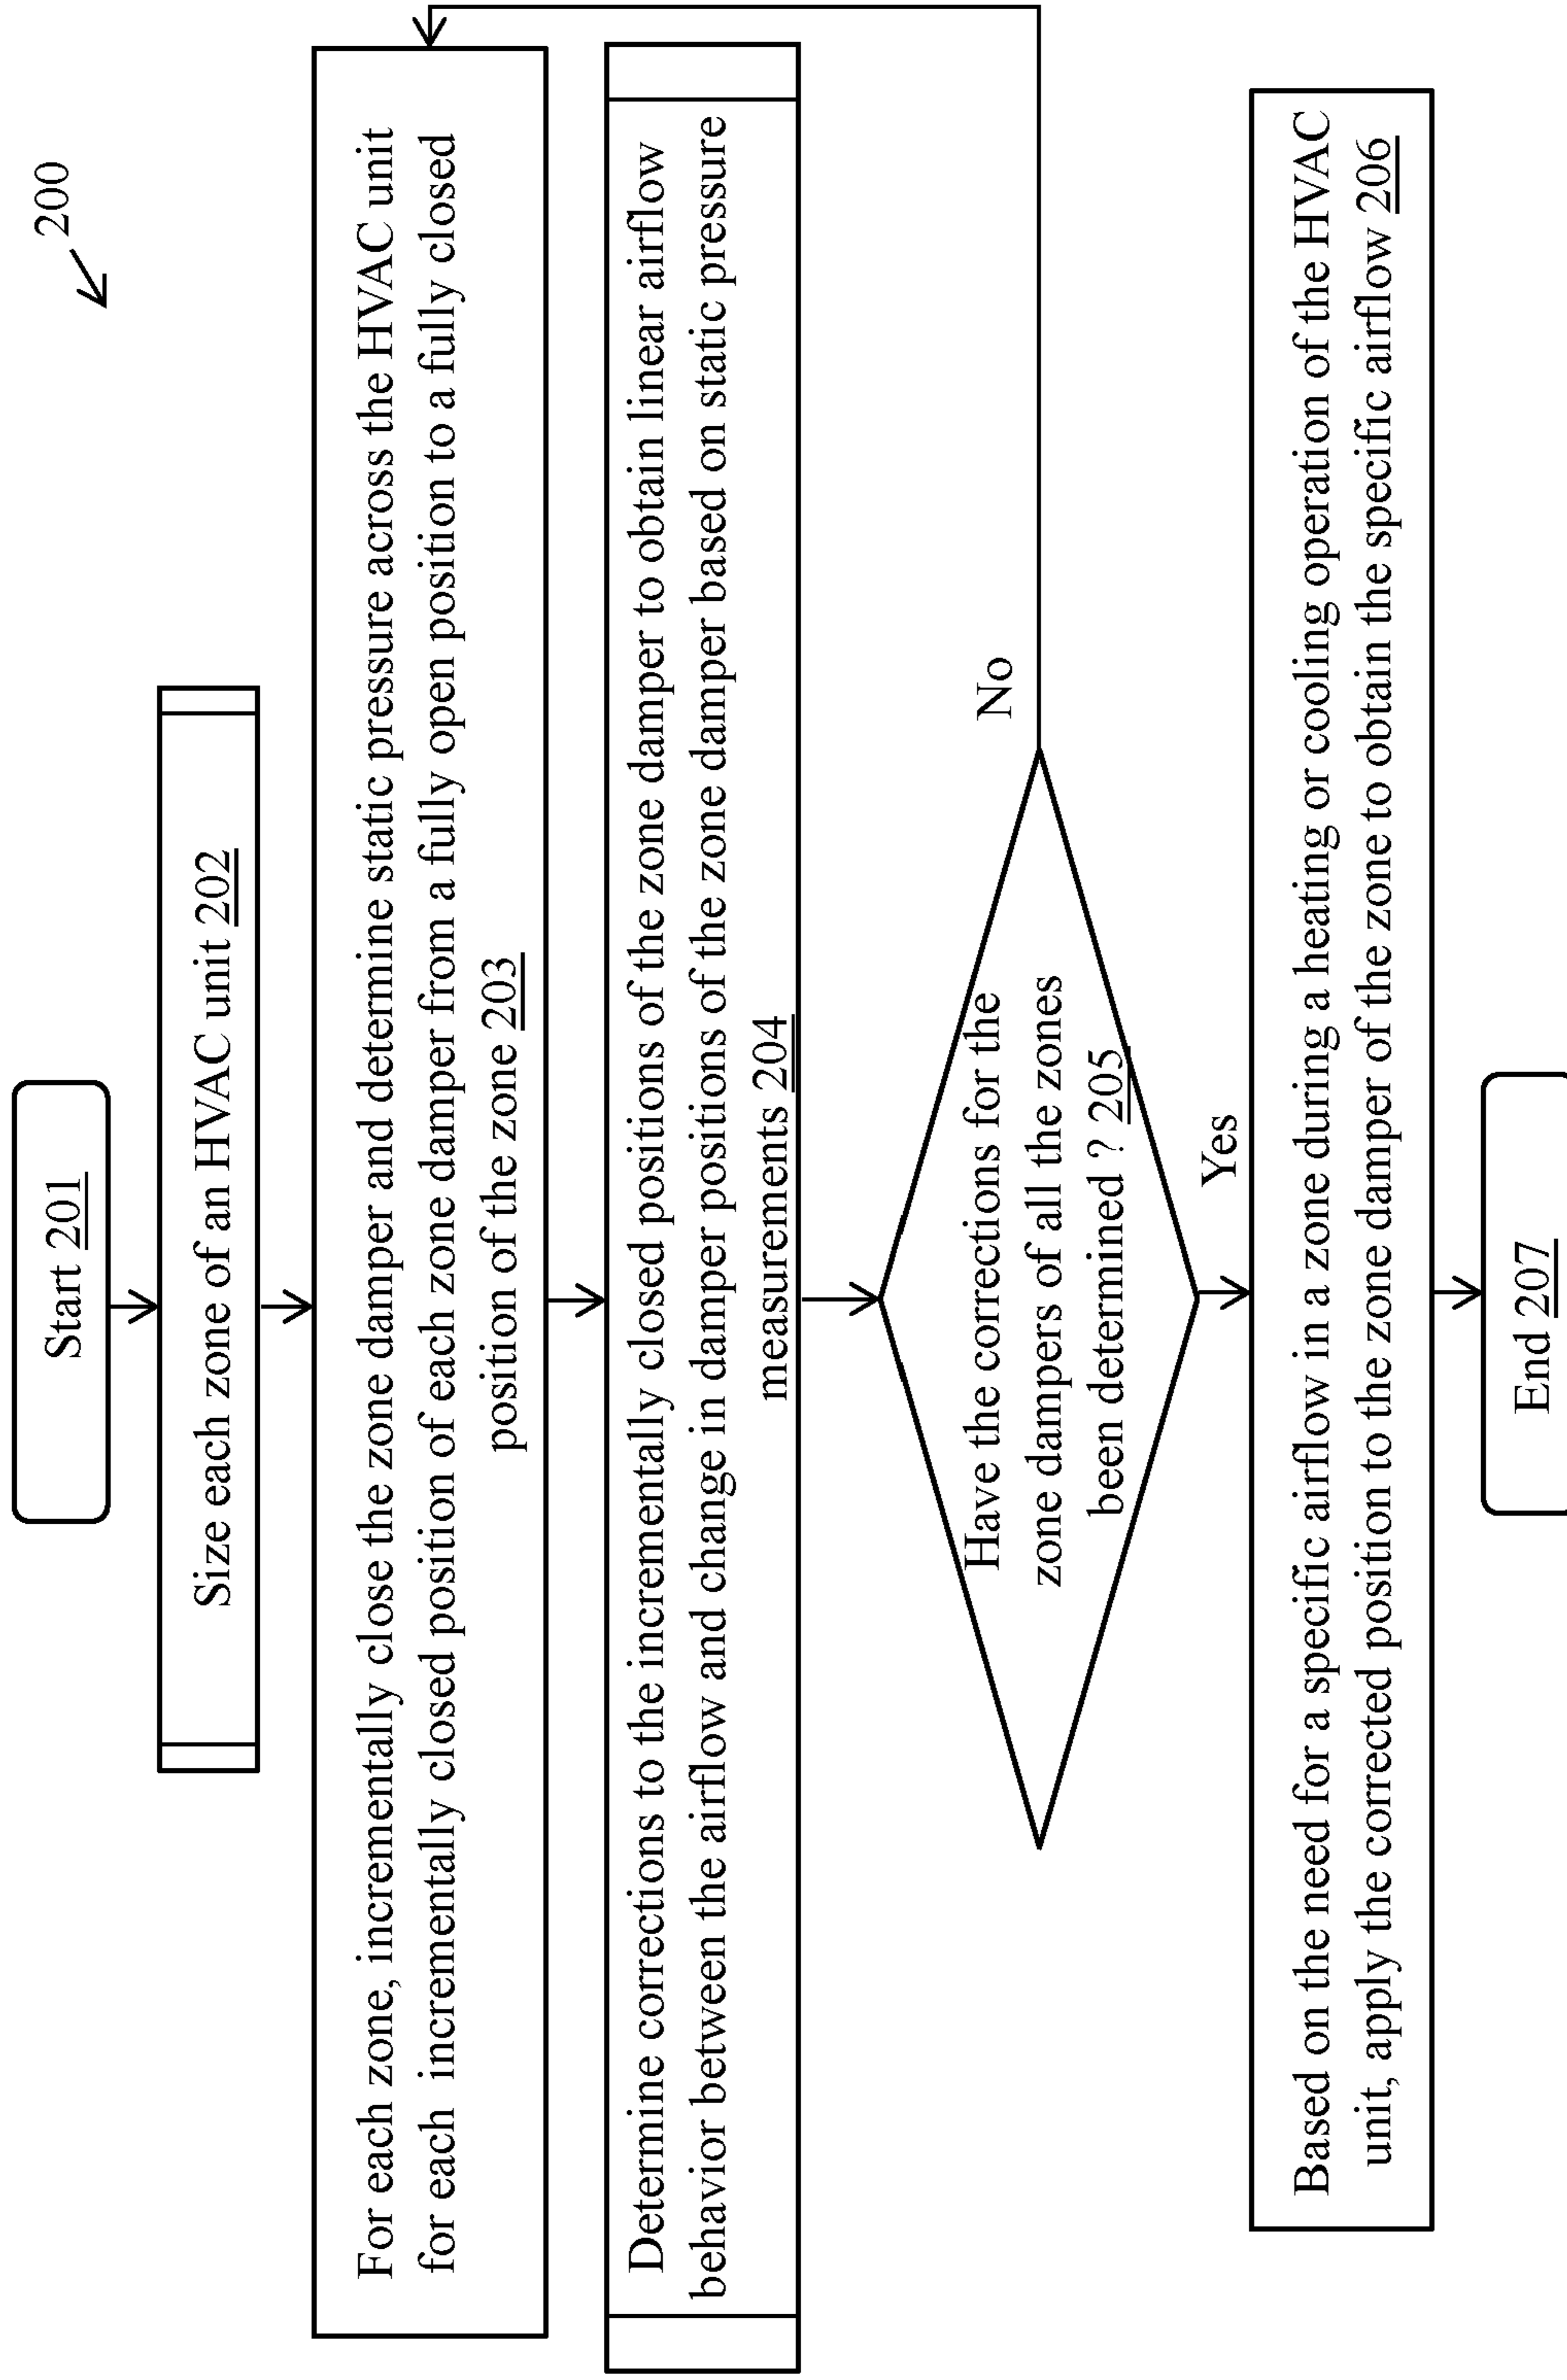 200
Start 201
Size each zone of an HVAC unit 202
For each zone, incrementally close the zone damper and determine static pressure across the HVAC unit
for each incrementally closed position of each zone damper from a fully open position to a fully closed
position of the zone 203
Determine corrections to the incrementally closed positions of the zone damper to obtain linear airflow
behavior between the airflow and change in damper positions of the zone damper based on static pressure
measurements 204
Have the corrections for the
zone dampers of all the zones
been determined ? 205
No
Yes
Based on the need for a specific airflow in a zone during a heating or cooling operation of the HVAC
unit, apply the corrected position to the zone damper of the zone to obtain the specific airflow 206
End 207